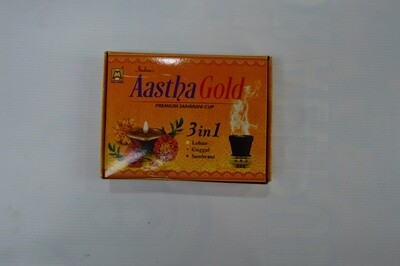 Aastha Gold
PREMIUM SAMBRANI CUP
3 in 1
Loban
Guggal
Sambrani